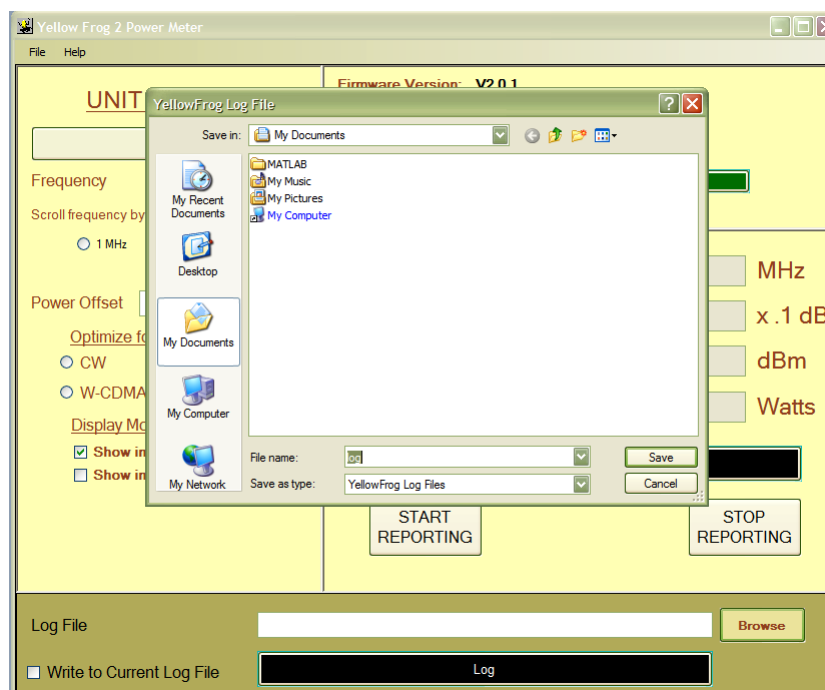 Yellow Frog 2 Power Meter
File Help
Firmware Version: V2.0.1
UNIT
YellowFrog Log File
Save in: My Documents
MATLAB
My Music
My Pictures
My Computer
My Recent
Documents
Desktop
My Documents
My Computer
My Network
File name: log
Save
Save as type: YellowFrog Log Files
Cancel
Frequency
Scroll frequency by
1 MHz
Power Offset
Optimize fo
CW
W-CDMA
Display Mo
Show in
Show in
MHz
x .1 dB
dBm
Watts
START
REPORTING
STOP
REPORTING
Log File
Browse
Write to Current Log File
Log